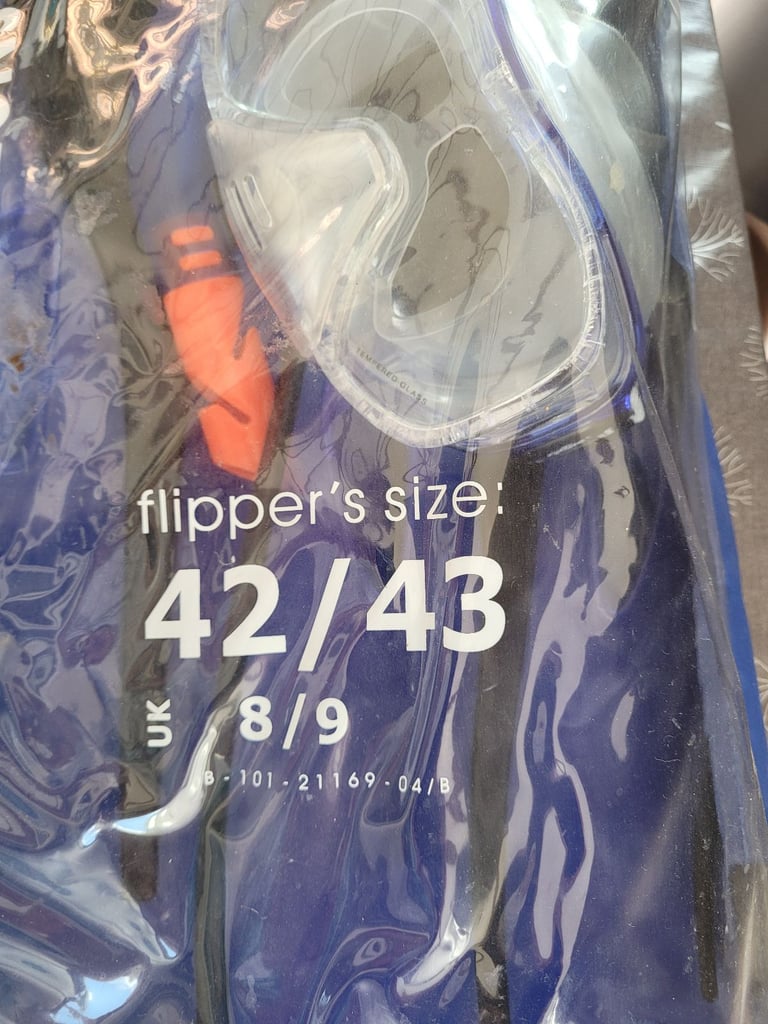 TEMPERED GLASS
flipper's size:
42/43
UK 8/9
B-101-21169-04/B